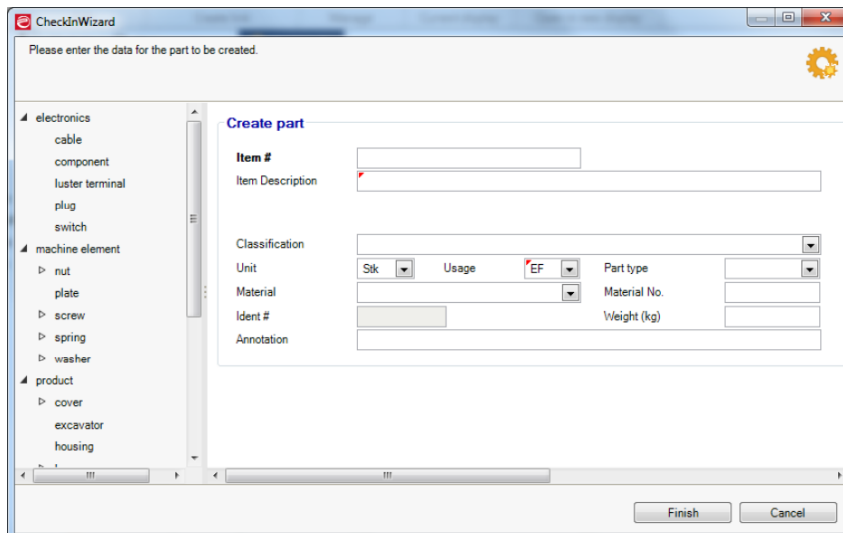 CheckInWizard
Please enter the data for the part to be created.
electronics
cable
component
luster terminal
plug
switch
machine element
nut
plate
screw
spring
washer
product
cover
excavator
housing
Create part
Item #
Item Description
Classification
Unit Stk Usage EF Part type
Material Material No.
Ident # Weight (kg)
Annotation
Finish Cancel